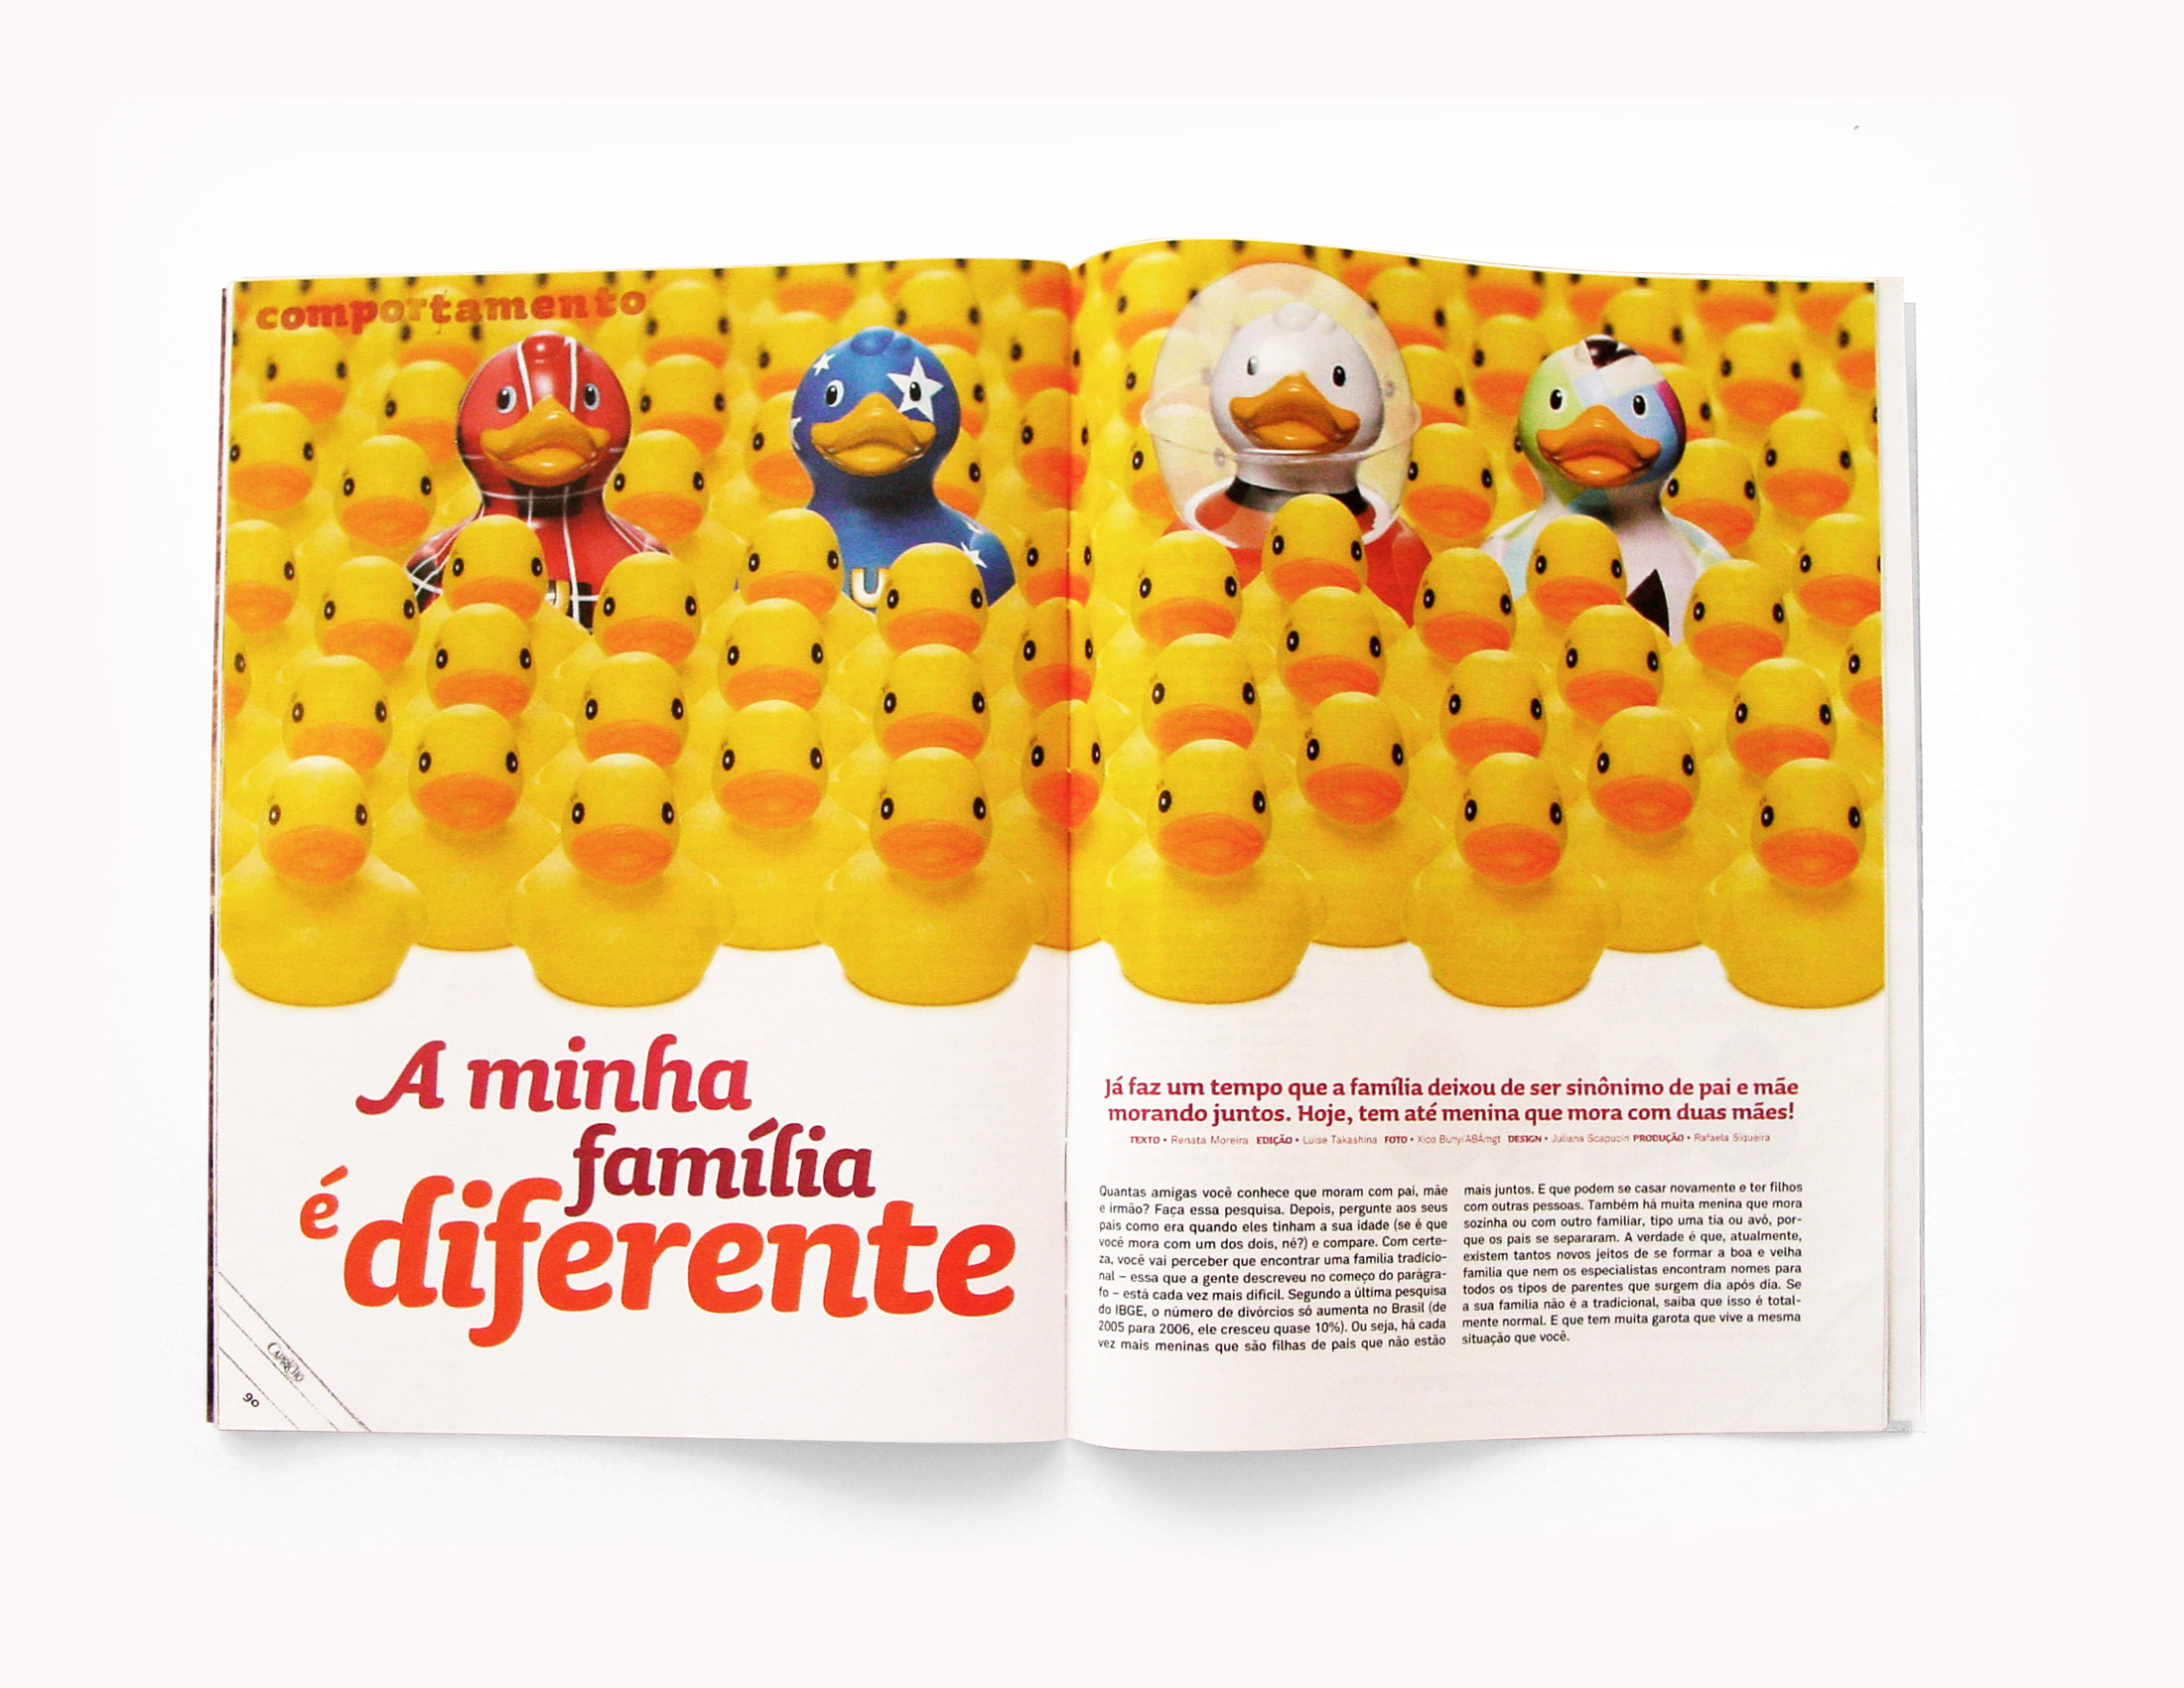 comportamento
U
A minha
família
é diferente
CAPRICHO
90
Já faz um tempo que a família deixou de ser sinônimo de pai e mãe
morando juntos. Hoje, tem até menina que mora com duas mães!
TEXTO • Renata Moreira EDIÇÃO • Luise Takashina FOTO • Xico Buny/ABÁmgt DESIGN • Juliana Scapucin PRODUÇÃO • Rafaela Siqueira
Quantas amigas você conhece que moram com pai, mãe
e irmão? Faça essa pesquisa. Depois, pergunte aos seus
pais como era quando eles tinham a sua idade (se é que
você mora com um dos dois, né?) e compare. Com certe-
za, você vai perceber que encontrar uma família tradicio-
nal – essa que a gente descreveu no começo do parágra-
fo – está cada vez mais difícil. Segundo a última pesquisa
do IBGE, o número de divórcios só aumenta no Brasil (de
2005 para 2006, ele cresceu quase 10%). Ou seja, há cada
vez mais meninas que são filhas de pais que não estão
mais juntos. E que podem se casar novamente e ter filhos
com outras pessoas. Também há muita menina que mora
sozinha ou com outro familiar, tipo uma tia ou avó, por-
que os pais se separaram. A verdade é que, atualmente,
existem tantos novos jeitos de se formar a boa e velha
família que nem os especialistas encontram nomes para
todos os tipos de parentes que surgem dia após dia. Se
a sua família não é a tradicional, saiba que isso é total-
mente normal. E que tem muita garota que vive a mesma
situação que você.